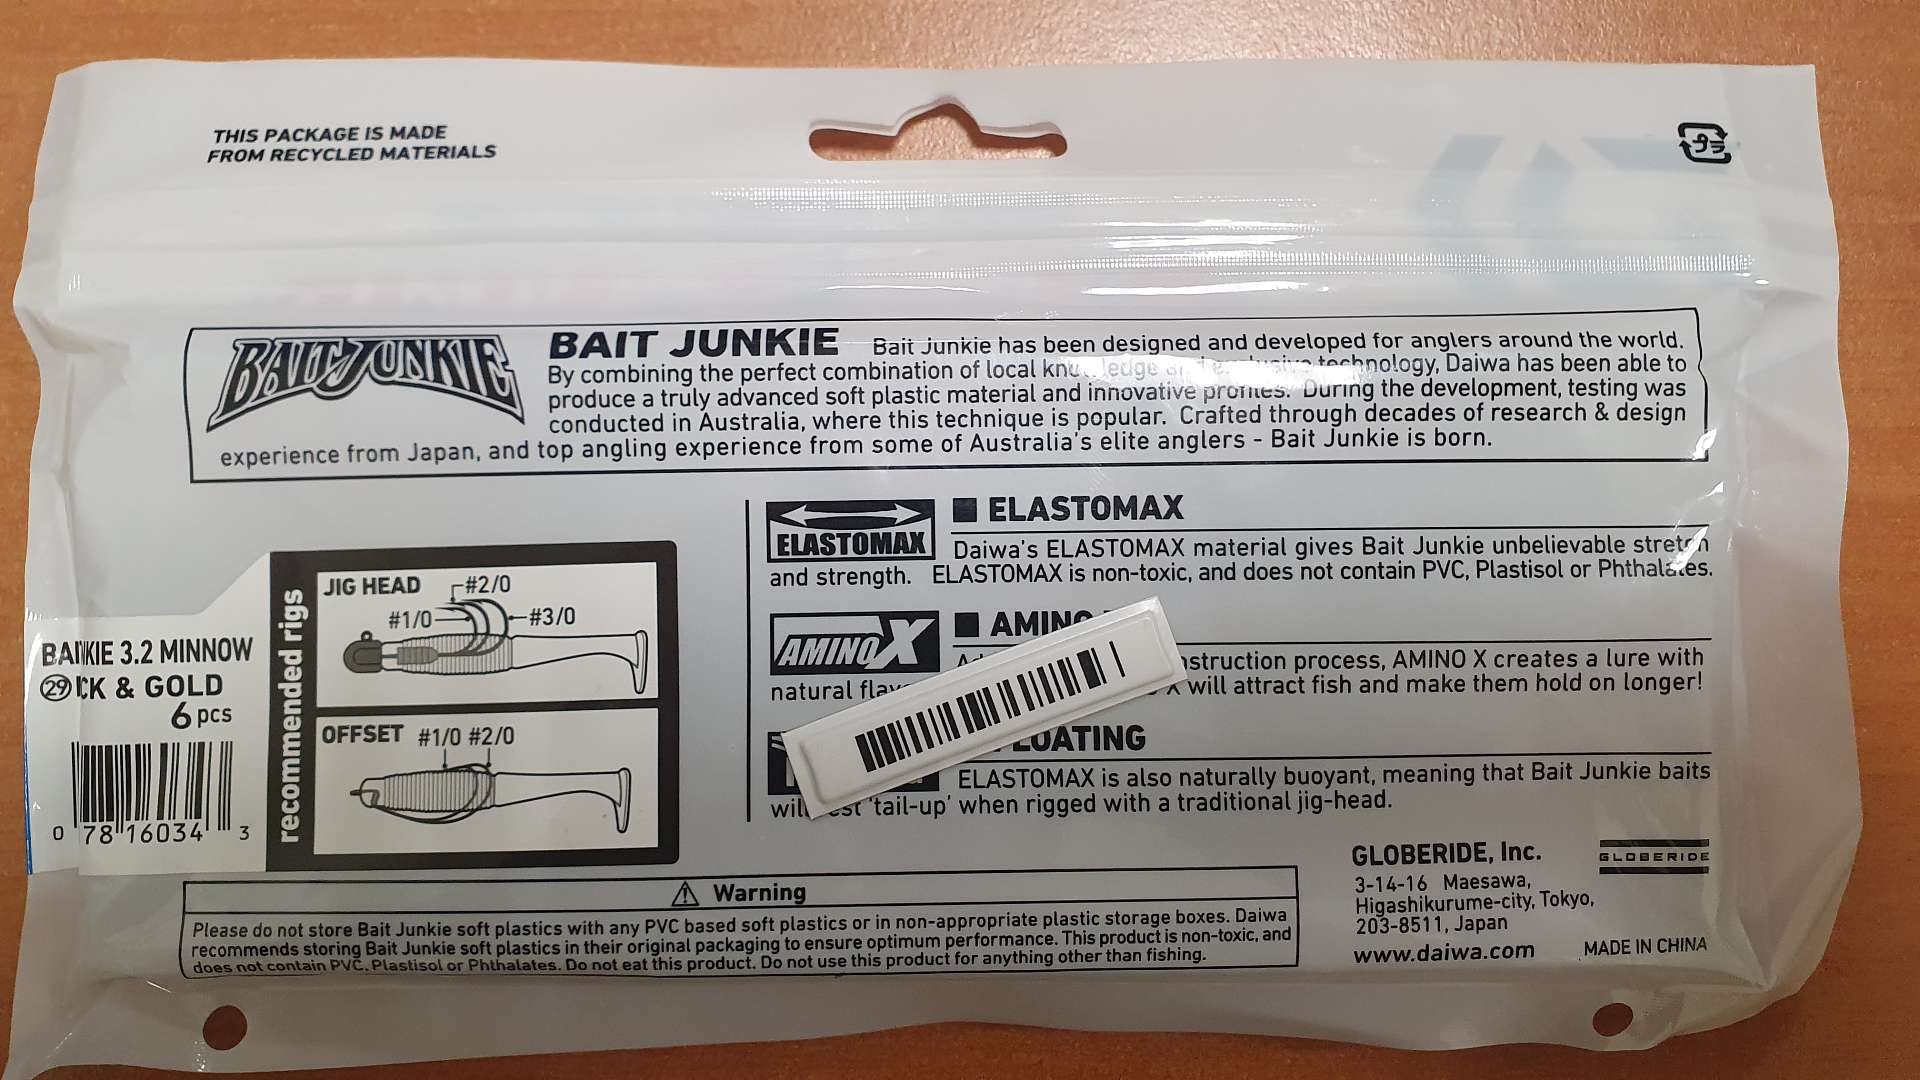 THIS PACKAGE IS MADE
FROM RECYCLED MATERIALS
プラ
BAIT JUNKIE
BAIT JUNKIE Bait Junkie has been designed and developed for anglers around the world.
By combining the perfect combination of local technology, Daiwa has been able to
produce a truly advanced soft plastic material and innovative profiles. During the development, testing was
conducted in Australia, where this technique is popular. Crafted through decades of research & design
experience from Japan, and top angling experience from some of Australia's elite anglers - Bait Junkie is born.
BAI KIE 3.2 MINNOW
29 CK & GOLD
6 pcs
0 78 16034 3
recommended rigs
JIG HEAD
#2/0
#1/0
#3/0
OFFSET #1/0 #2/0
ELASTOMAX
■ ELASTOMAX
Daiwa's ELASTOMAX material gives Bait Junkie unbelievable stretch
and strength. ELASTOMAX is non-toxic, and does not contain PVC, Plastisol or Phthalates.
AMINO X
■ AMINO
nstruction process, AMINO X creates a lure with
natural X will attract fish and make them hold on longer!
LOATING
ELASTOMAX is also naturally buoyant, meaning that Bait Junkie baits
'tail-up' when rigged with a traditional jig-head.
Warning
Please do not store Bait Junkie soft plastics with any PVC based soft plastics or in non-appropriate plastic storage boxes. Daiwa
recommends storing Bait Junkie soft plastics in their original packaging to ensure optimum performance. This product is non-toxic, and
does not contain PVC, Plastisol or Phthalates. Do not eat this product. Do not use this product for anything other than fishing.
GLOBERIDE, Inc.
GLOBERIDE
3-14-16 Maesawa,
Higashikurume-city, Tokyo,
203-8511, Japan
www.daiwa.com
MADE IN CHINA